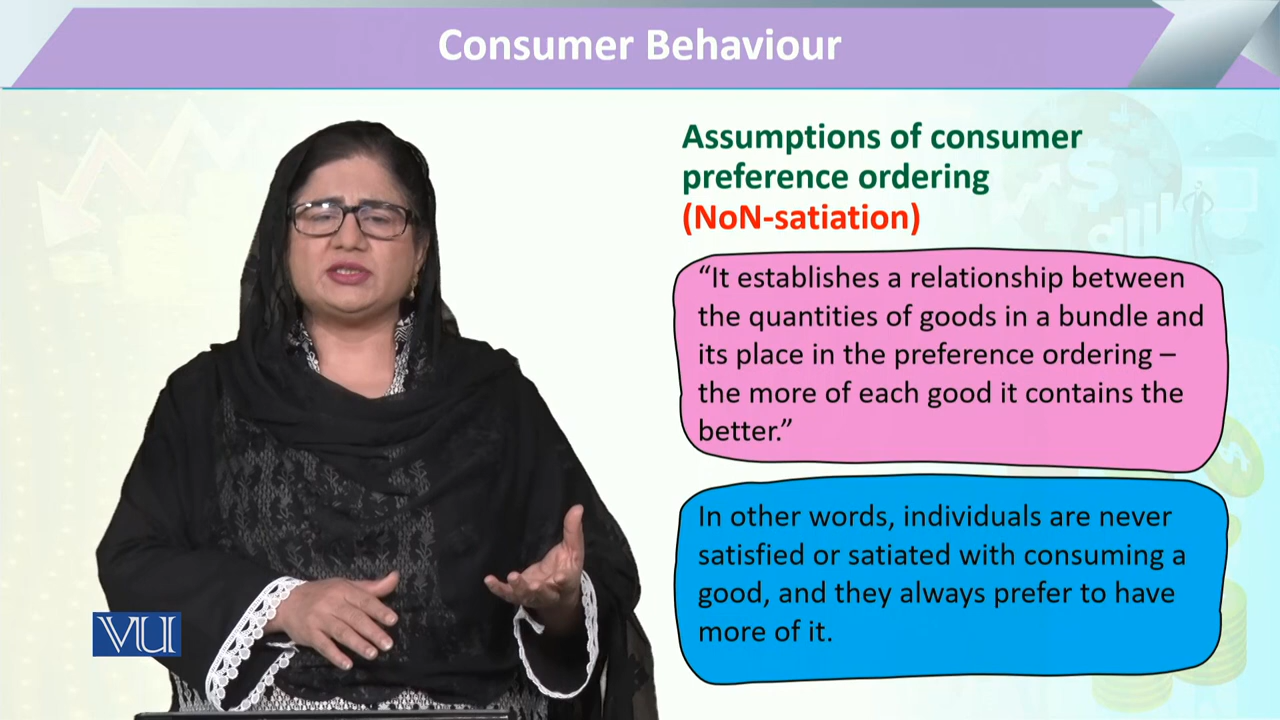 Consumer Behaviour
Assumptions of consumer
preference ordering
(NoN-satiation)
“It establishes a relationship between
the quantities of goods in a bundle and
its place in the preference ordering –
the more of each good it contains the
better.”
In other words, individuals are never
satisfied or satiated with consuming a
good, and they always prefer to have
more of it.
VU